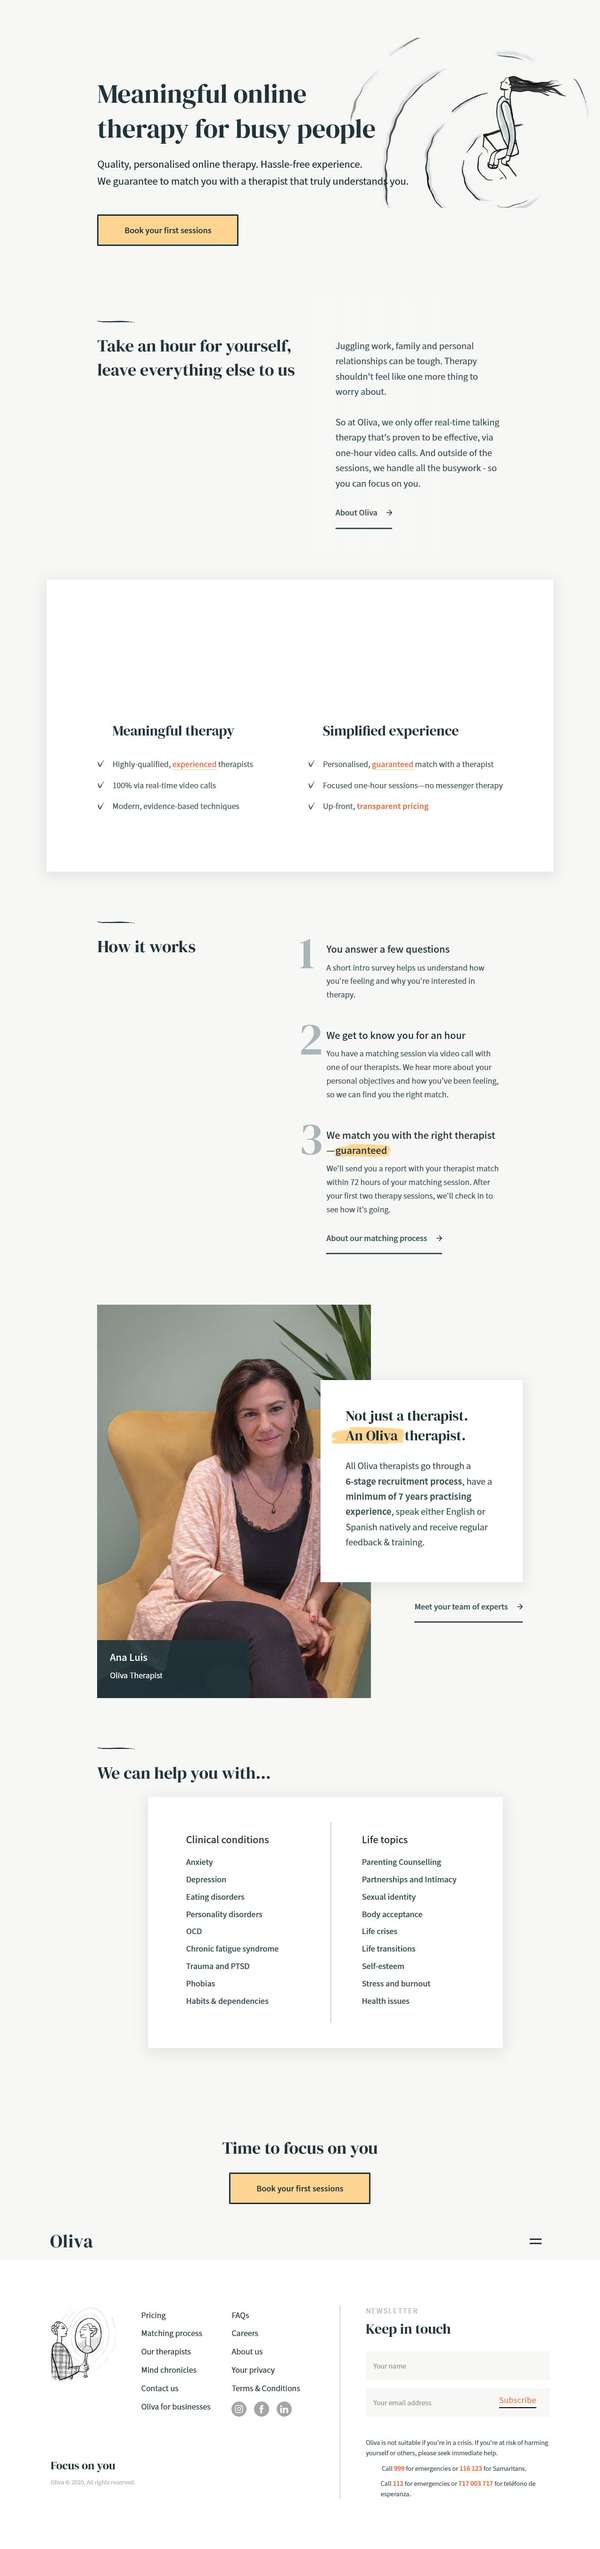 Meaningful online
therapy for busy people
Quality, personalised online therapy. Hassle-free experience.
We guarantee to match you with a therapist that truly understands you.
Book your first sessions
Take an hour for yourself,
leave everything else to us
Juggling work, family and personal
relationships can be tough. Therapy
shouldn't feel like one more thing to
worry about.
So at Oliva, we only offer real-time talking
therapy that's proven to be effective, via
one-hour video calls. And outside of the
sessions, we handle all the busywork - so
you can focus on you.
About Oliva
Meaningful therapy
Highly-qualified, experienced therapists
100% via real-time video calls
Modern, evidence-based techniques
Simplified experience
Personalised, guaranteed match with a therapist
Focused one-hour sessions—no messenger therapy
Up-front, transparent pricing
How it works
1
You answer a few questions
A short intro survey helps us understand how
you're feeling and why you're interested in
therapy.
2
We get to know you for an hour
You have a matching session via video call with
one of our therapists. We hear more about your
personal objectives and how you've been feeling,
so we can find you the right match.
3
We match you with the right therapist
—guaranteed
We'll send you a report with your therapist match
within 72 hours of your matching session. After
your first two therapy sessions, we'll check in to
see how it's going.
About our matching process
Not just a therapist.
An Oliva therapist.
All Oliva therapists go through a
6-stage recruitment process, have a
minimum of 7 years practising
experience, speak either English or
Spanish natively and receive regular
feedback & training.
Meet your team of experts
Ana Luis
Oliva Therapist
We can help you with...
Clinical conditions
Anxiety
Depression
Eating disorders
Personality disorders
OCD
Chronic fatigue syndrome
Trauma and PTSD
Phobias
Habits & dependencies
Life topics
Parenting Counselling
Partnerships and Intimacy
Sexual identity
Body acceptance
Life crises
Life transitions
Self-esteem
Stress and burnout
Health issues
Time to focus on you
Book your first sessions
Oliva
Pricing
Matching process
Our therapists
Mind chronicles
Contact us
Oliva for businesses
FAQs
Careers
About us
Your privacy
Terms & Conditions
Focus on you
Oliva © 2020, All rights reserved.
NEWSLETTER
Keep in touch
Your name
Your email address
Subscribe
Oliva is not suitable if you're in a crisis. If you're at risk of harming
yourself or others, please seek immediate help.
Call 999 for emergencies or 116 123 for Samaritans.
Call 112 for emergencies or 717 003 717 for teléfono de
esperanza.